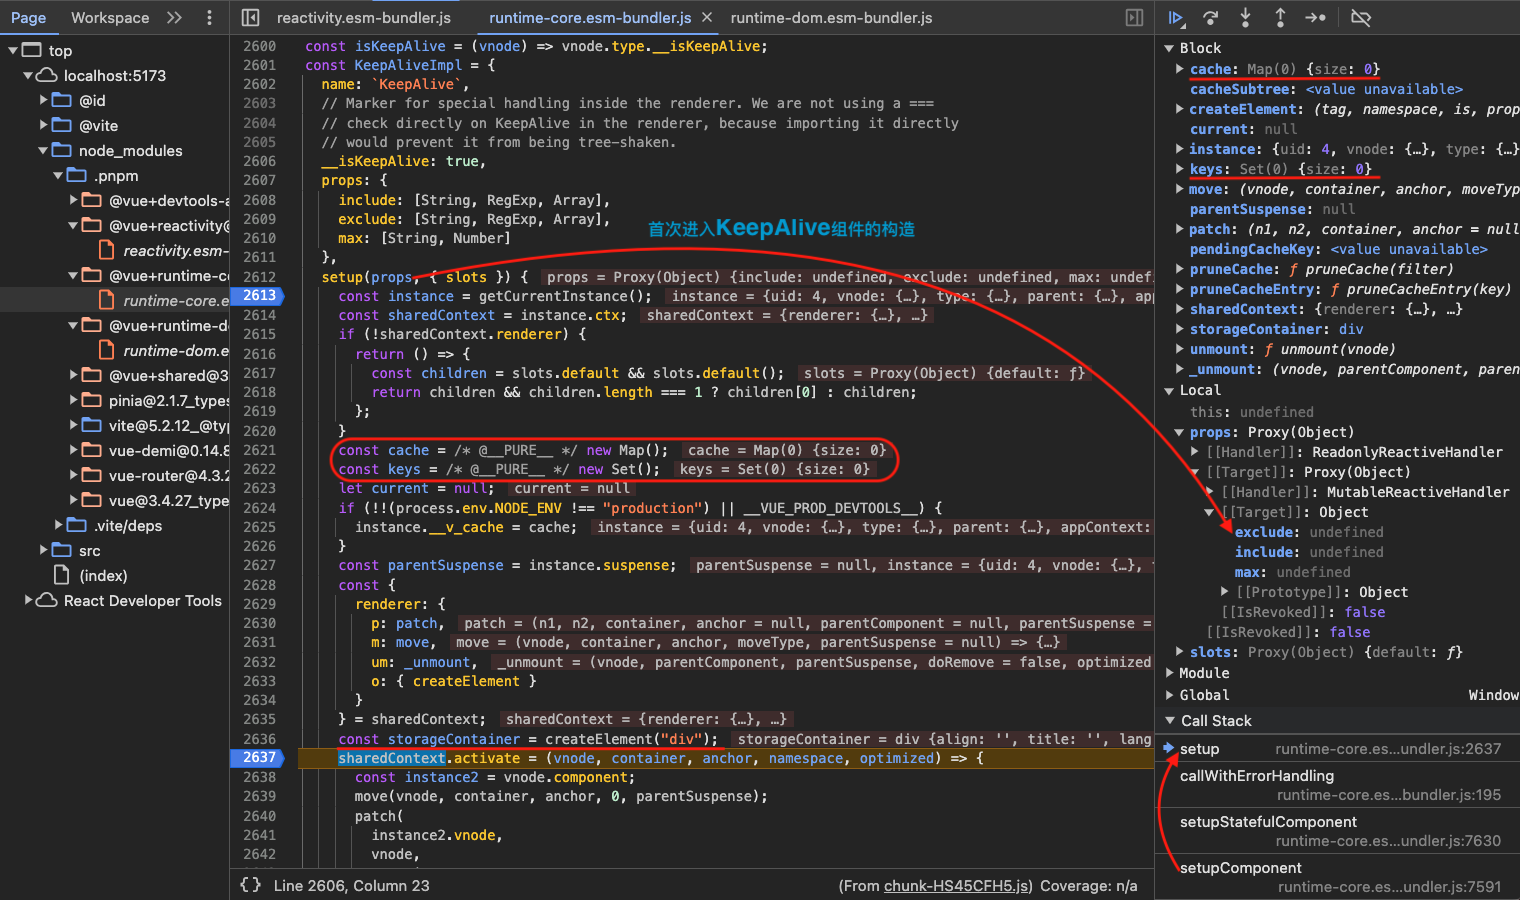 Page
Workspace
reactivity.esm-bundler.js
runtime-core.esm-bundler.js
runtime-dom.esm-bundler.js
top
localhost:5173
@id
@vite
node_modules
.pnpm
@vue+devtools-a
@vue+reactivity@
reactivity.esm-
@vue+runtime-co
runtime-core.e
@vue+runtime-do
runtime-dom.e
@vue+shared@3
pinia@2.1.7_types
vite@5.2.12_@typ
vue-demi@0.14.8
vue-router@4.3.2
vue@3.4.27_type
.vite/deps
src
(index)
React Developer Tools
2600 const isKeepAlive = (vnode) => vnode.type.__isKeepAlive;
2601 const KeepAliveImpl = {
2602 name: `KeepAlive`,
2603 // Marker for special handling inside the renderer. We are not using a ===
2604 // check directly on KeepAlive in the renderer, because importing it directly
2605 // would prevent it from being tree-shaken.
2606 __isKeepAlive: true,
2607 props: {
2608 include: [String, RegExp, Array],
2609 exclude: [String, RegExp, Array],
2610 max: [String, Number]
首次进入KeepAlive组件的构造
2611 },
2612 setup(props, { slots }) { props = Proxy(Object) {include: undefined, exclude: undefined, max: undef
2613 const instance = getCurrentInstance(); instance = {uid: 4, vnode: {…}, type: {…}, parent: {…}, app
2614 const sharedContext = instance.ctx; sharedContext = {renderer: {…}, …}
2615 if (!sharedContext.renderer) {
2616 return () => {
2617 const children = slots.default && slots.default(); slots = Proxy(Object) {default: ƒ}
2618 return children && children.length === 1 ? children[0] : children;
2619 };
2620 }
2621 const cache = /* @__PURE__ */ new Map(); cache = Map(0) {size: 0}
2622 const keys = /* @__PURE__ */ new Set(); keys = Set(0) {size: 0}
2623 let current = null; current = null
2624 if (!!(process.env.NODE_ENV !== "production") || __VUE_PROD_DEVTOOLS__) {
2625 instance.__v_cache = cache; instance = {uid: 4, vnode: {…}, type: {…}, parent: {…}, appContext:
2626 }
2627 const parentSuspense = instance.suspense; parentSuspense = null, instance = {uid: 4, vnode: {…}, t
2628 const {
2629 renderer: {
2630 p: patch, patch = (n1, n2, container, anchor = null, parentComponent = null, parentSuspense =
2631 m: move, move = (vnode, container, anchor, moveType, parentSuspense = null) => {…}
2632 um: _unmount, _unmount = (vnode, parentComponent, parentSuspense, doRemove = false, optimized
2633 o: { createElement }
2634 }
2635 } = sharedContext; sharedContext = {renderer: {…}, …}
2636 const storageContainer = createElement("div"); storageContainer = div {align: '', title: '', lang
2637 sharedContext.activate = (vnode, container, anchor, namespace, optimized) => {
2638 const instance2 = vnode.component;
2639 move(vnode, container, anchor, 0, parentSuspense);
2640 patch(
2641 instance2.vnode,
2642 vnode,
{} Line 2606, Column 23
(From chunk-HS45CFH5.js) Coverage: n/a
Block
cache: Map(0) {size: 0}
cacheSubtree: <value unavailable>
createElement: (tag, namespace, is, prop
current: null
instance: {uid: 4, vnode: {…}, type: {…}
keys: Set(0) {size: 0}
move: (vnode, container, anchor, moveTyp
parentSuspense: null
patch: (n1, n2, container, anchor = null
pendingCacheKey: <value unavailable>
pruneCache: ƒ pruneCache(filter)
pruneCacheEntry: ƒ pruneCacheEntry(key)
sharedContext: {renderer: {…}, …}
storageContainer: div
unmount: ƒ unmount(vnode)
_unmount: (vnode, parentComponent, paren
Local
this: undefined
props: Proxy(Object)
[[Handler]]: ReadonlyReactiveHandler
[[Target]]: Proxy(Object)
[[Handler]]: MutableReactiveHandler
[[Target]]: Object
exclude: undefined
include: undefined
max: undefined
[[Prototype]]: Object
[[IsRevoked]]: false
[[IsRevoked]]: false
slots: Proxy(Object) {default: ƒ}
Module
Global Window
Call Stack
setup runtime-core.es…undler.js:2637
callWithErrorHandling
runtime-core.es…bundler.js:195
setupStatefulComponent
runtime-core.es…undler.js:7630
setupComponent
runtime-core.es…undler.js:7591